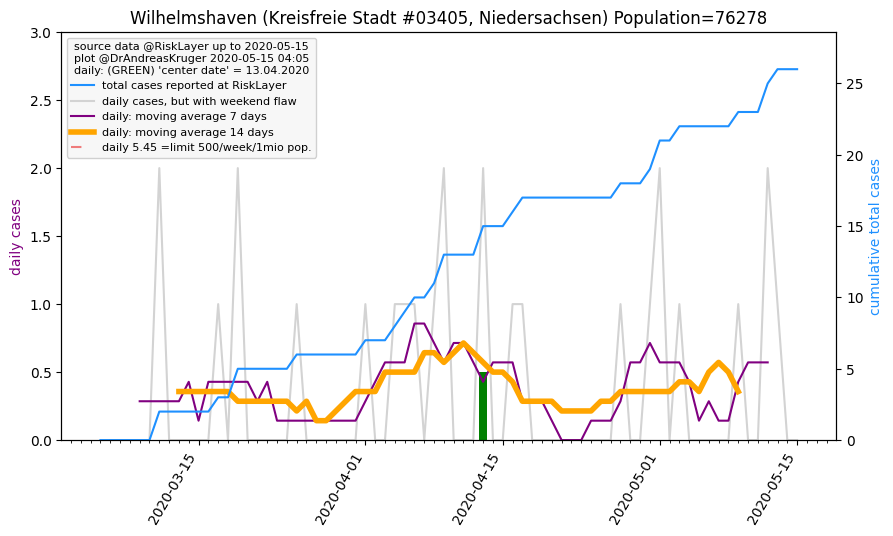 Wilhelmshaven (Kreisfreie Stadt #03405, Niedersachsen) Population=76278
source data @RiskLayer up to 2020-05-15
plot @DrAndreasKruger 2020-05-15 04:05
daily: (GREEN) 'center date' = 13.04.2020
total cases reported at RiskLayer
daily cases, but with weekend flaw
daily: moving average 7 days
daily: moving average 14 days
daily 5.45 =limit 500/week/1mio pop.
daily cases
3.0
2.5
2.0
1.5
1.0
0.5
0.0
25
20
15
10
5
0
cumulative total cases
2020-03-15
2020-04-01
2020-04-15
2020-05-01
2020-05-15